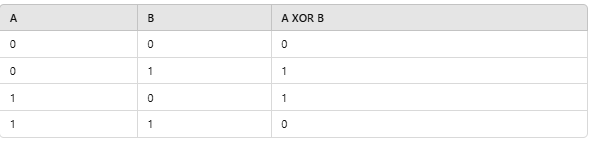 A B A XOR B
0 0 0
0 1 1
1 0 1
1 1 0